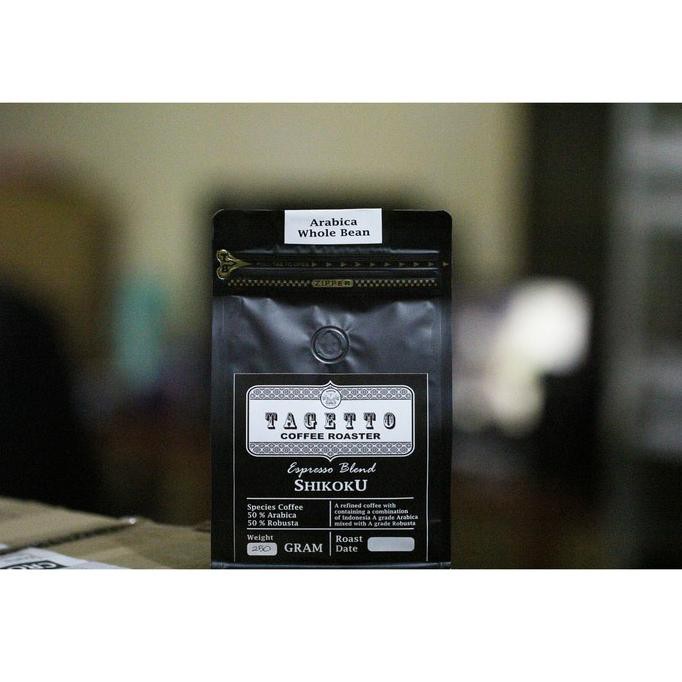 Arabica
Whole Bean
ZIPPER
TAGETTO
COFFEE ROASTER
Espresso Blend
SHIKOKU
Species Coffee
50 % Arabica
50 % Robusta
A refined coffee with
containing a combination
of Indonesia A grade Arabica
mixed with A grade Robusta
Weight
250 GRAM
Roast
Date